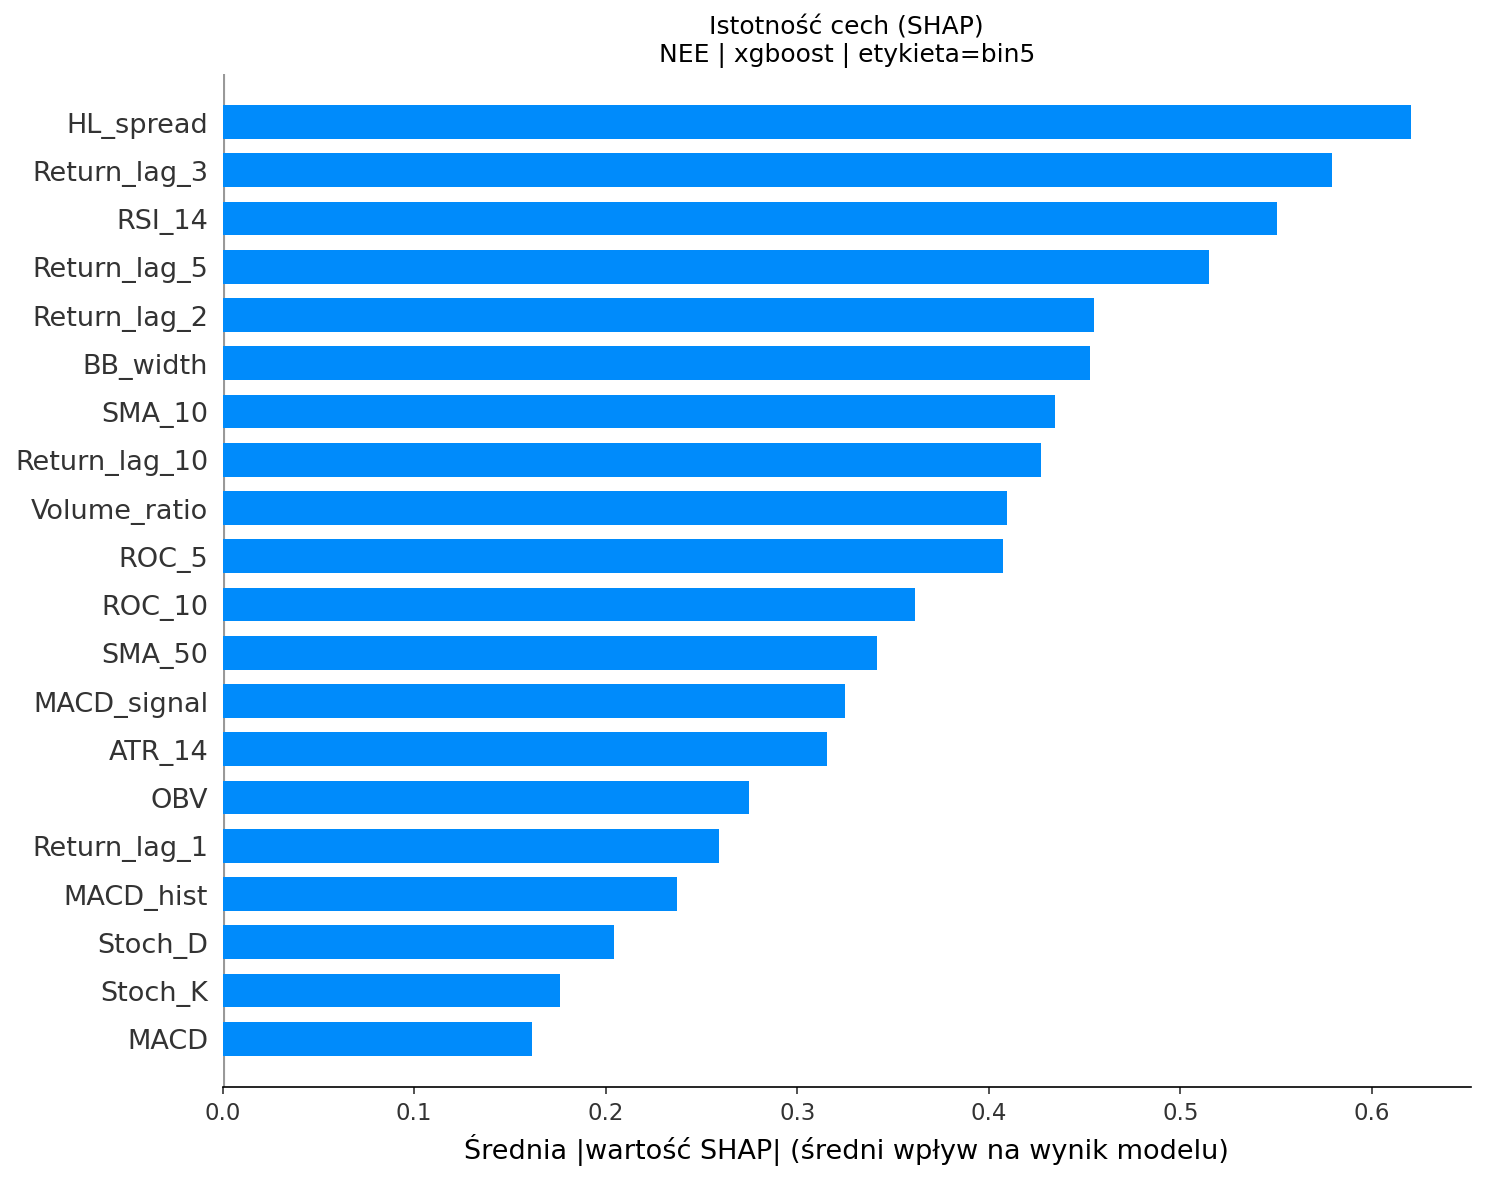 Istotność cech (SHAP)
NEE | xgboost | etykieta=bin5
HL_spread
Return_lag_3
RSI_14
Return_lag_5
Return_lag_2
BB_width
SMA_10
Return_lag_10
Volume_ratio
ROC_5
ROC_10
SMA_50
MACD_signal
ATR_14
OBV
Return_lag_1
MACD_hist
Stoch_D
Stoch_K
MACD
0.0 0.1 0.2 0.3 0.4 0.5 0.6
Średnia |wartość SHAP| (średni wpływ na wynik modelu)